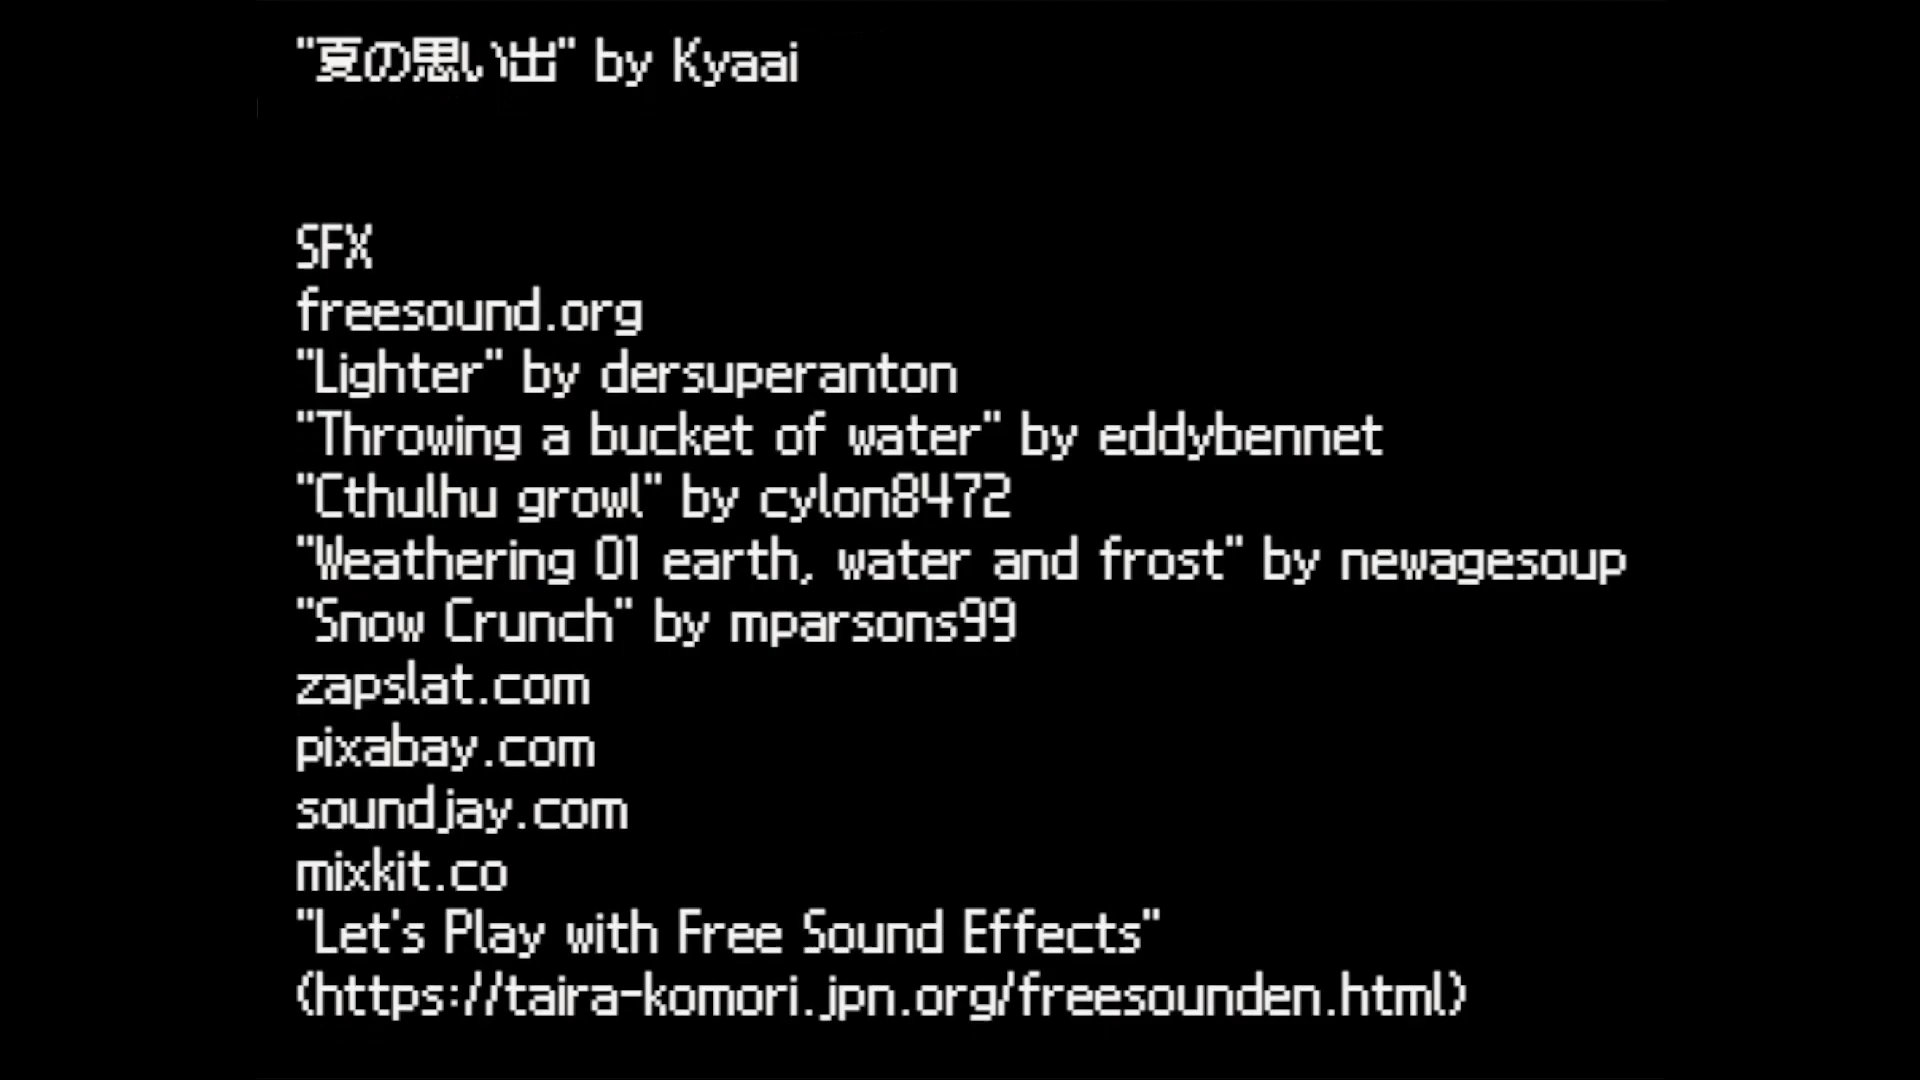 "夏の思い出" by Kyaai
SFX
freesound.org
"Lighter" by dersuperanton
"Throwing a bucket of water" by eddybennet
"Cthulhu growl" by cylon8472
"Weathering 01 earth, water and frost" by newagesoup
"Snow Crunch" by mparsons99
zapslat.com
pixabay.com
soundjay.com
mixkit.co
"Let's Play with Free Sound Effects"
(https://taira-komori.jpn.org/freesounden.html)